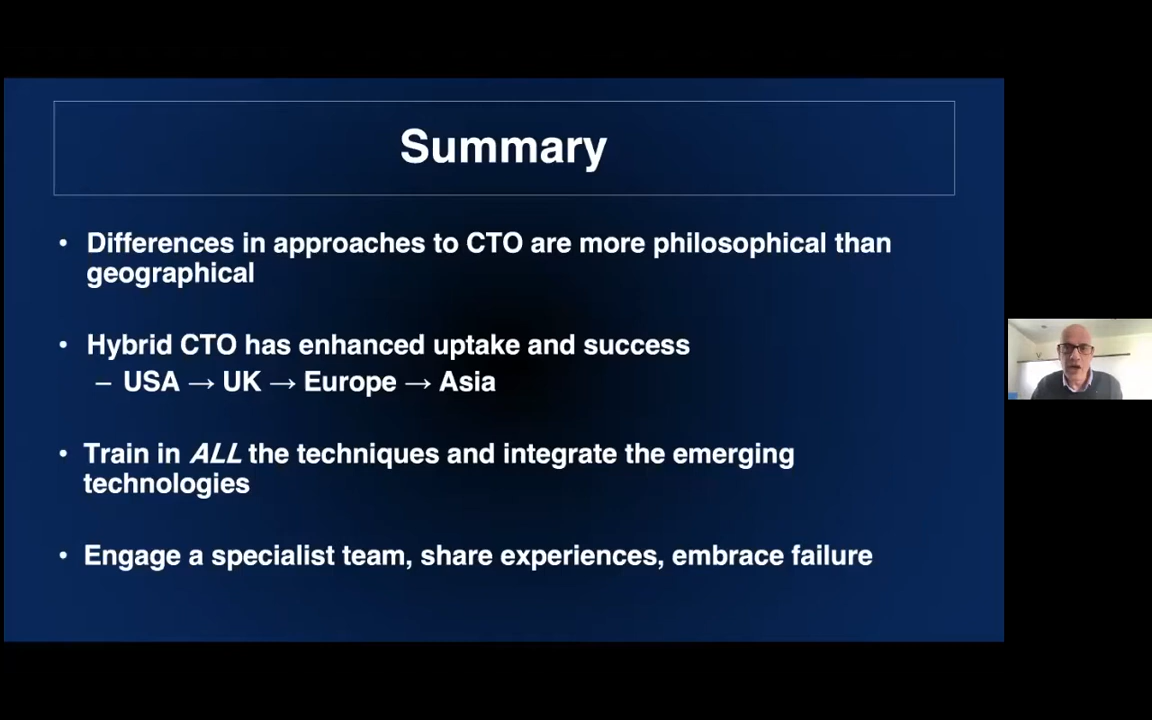 Summary
• Differences in approaches to CTO are more philosophical than
geographical
• Hybrid CTO has enhanced uptake and success
– USA → UK → Europe → Asia
• Train in ALL the techniques and integrate the emerging
technologies
• Engage a specialist team, share experiences, embrace failure